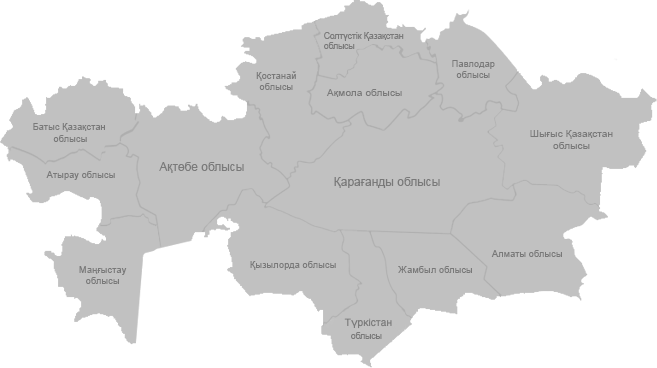 Солтүстік Қазақстан
облысы
Қостанай
облысы
Павлодар
облысы
Ақмола облысы
Батыс Қазақстан
облысы
Шығыс Қазақстан
облысы
Ақтөбе облысы
Атырау облысы
Қарағанды облысы
Алматы облысы
Қызылорда облысы
Жамбыл облысы
Маңғыстау
облысы
Түркістан
облысы